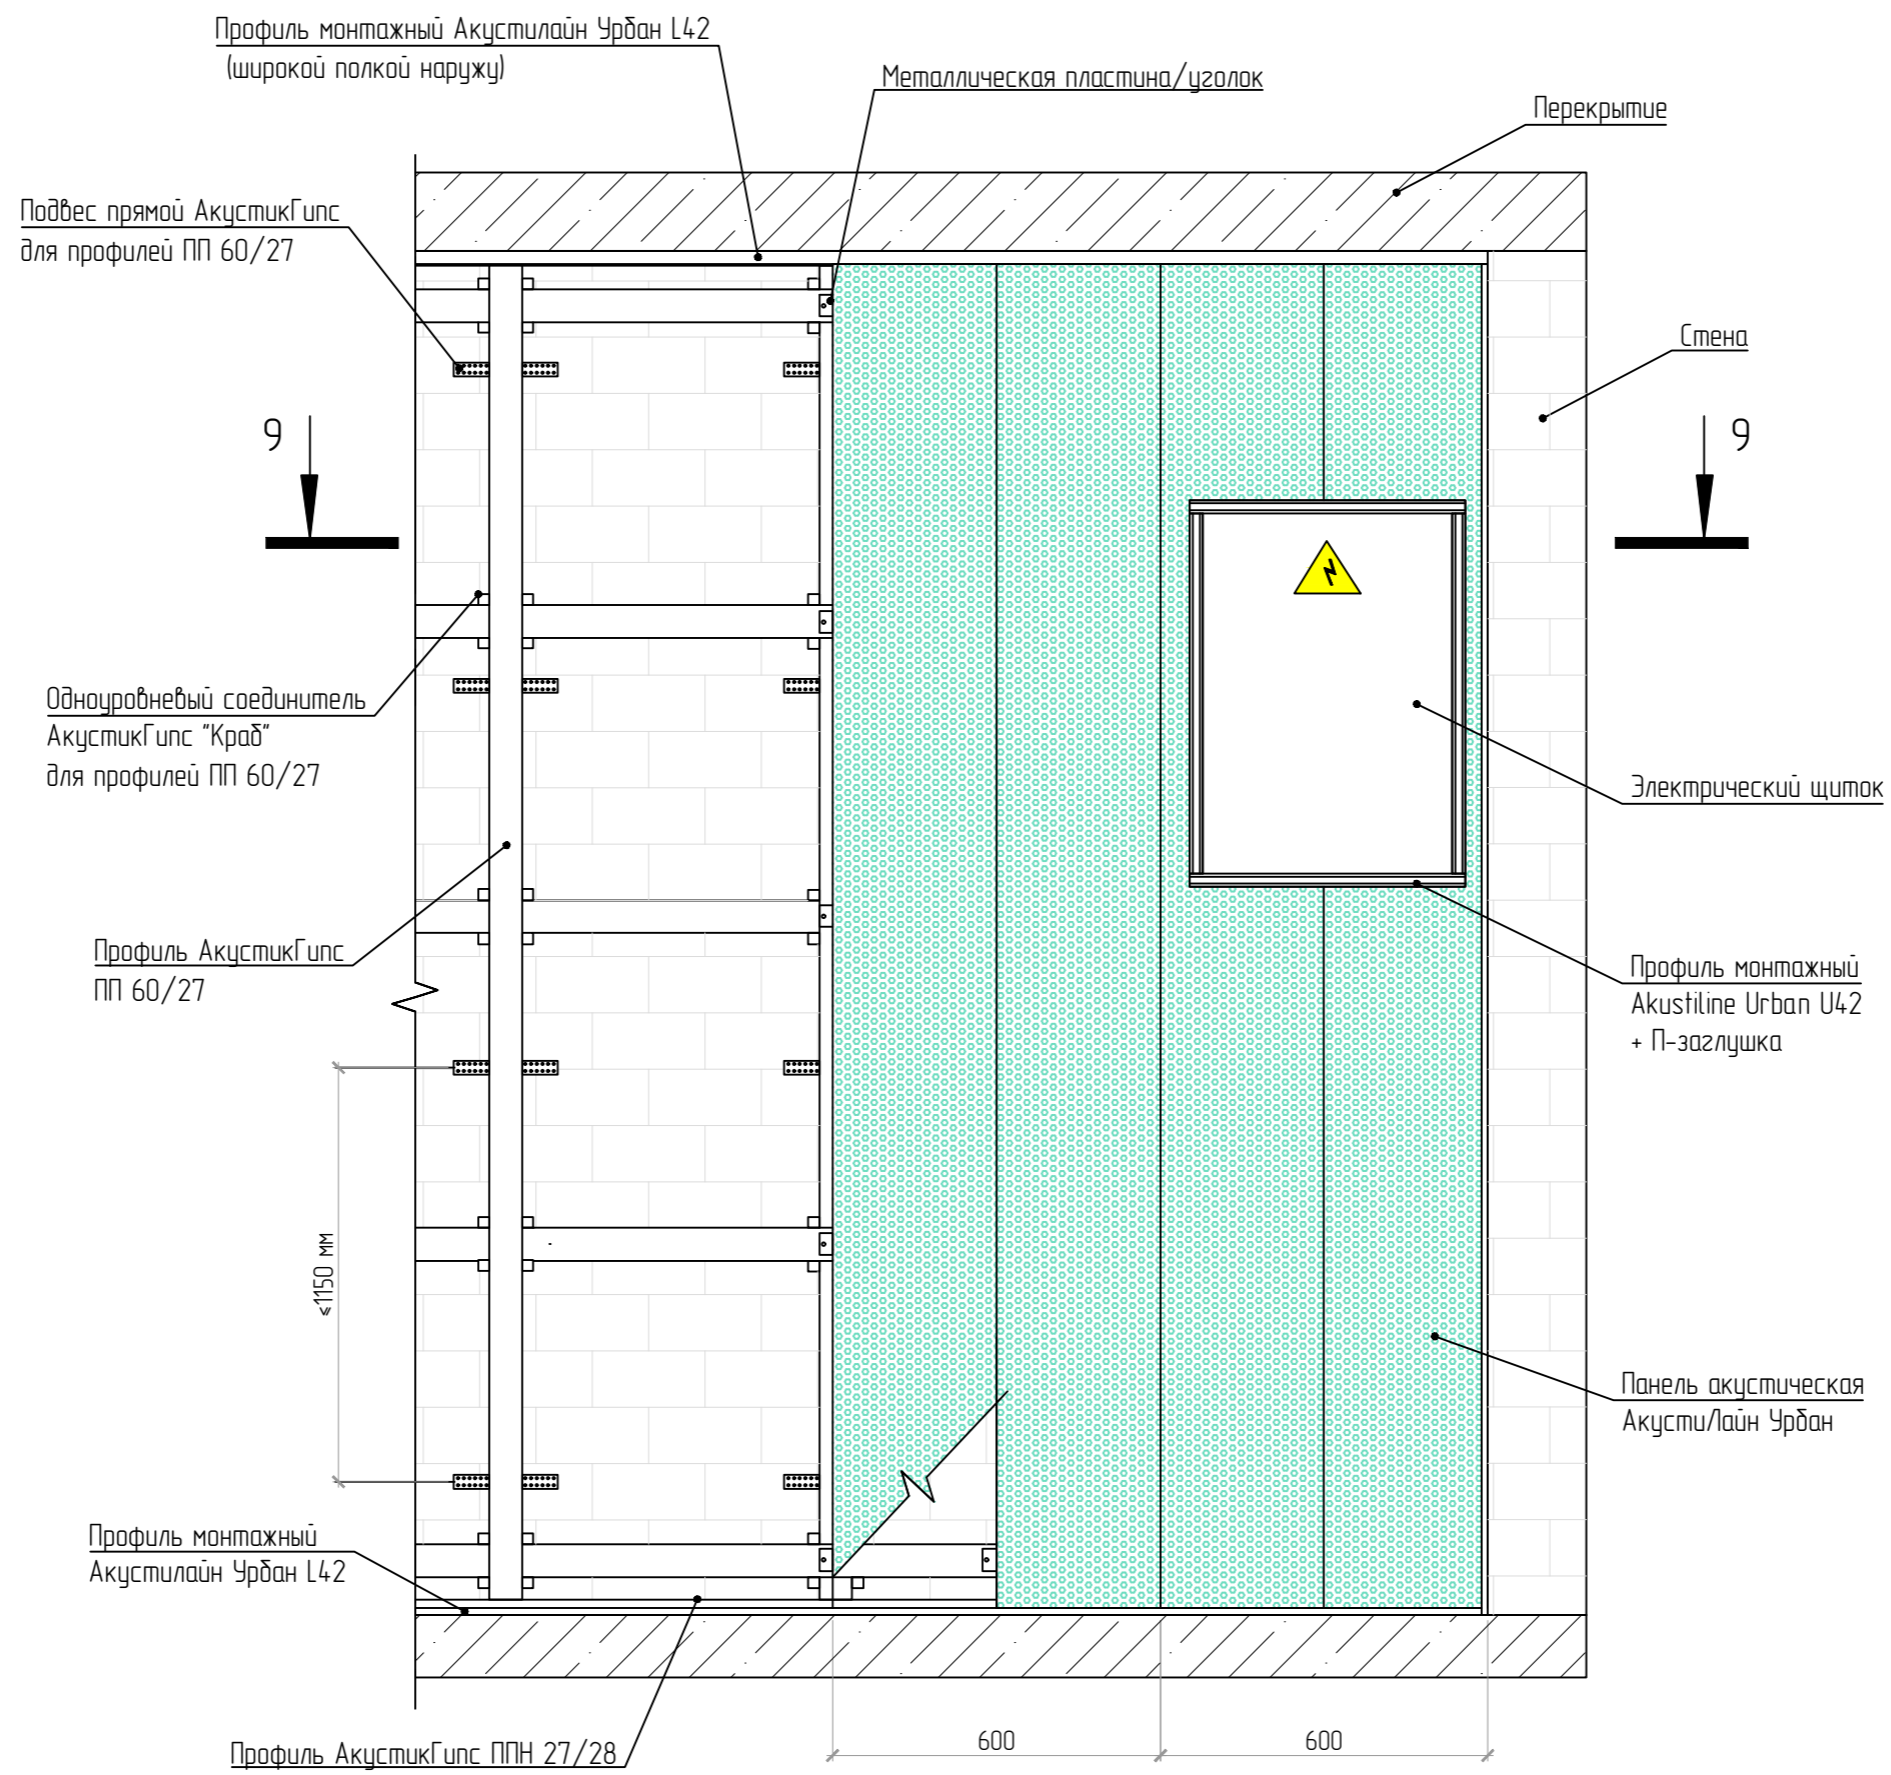 Профиль монтажный Акустилайн Урбан L42
(широкой полкой наружу)
Металлическая пластина/уголок
Перекрытие
Подвес прямой АкустикГипс
для профилей ПП 60/27
Стена
9
9
Одноуровневый соединитель
АкустикГипс "Краб"
для профилей ПП 60/27
Электрический щиток
Профиль АкустикГипс
ПП 60/27
Профиль монтажный
Akustiline Urban U42
+ П-заглушка
≤1150 мм
Панель акустическая
АкустиЛайн Урбан
Профиль монтажный
Акустилайн Урбан L42
Профиль АкустикГипс ППН 27/28
600
600